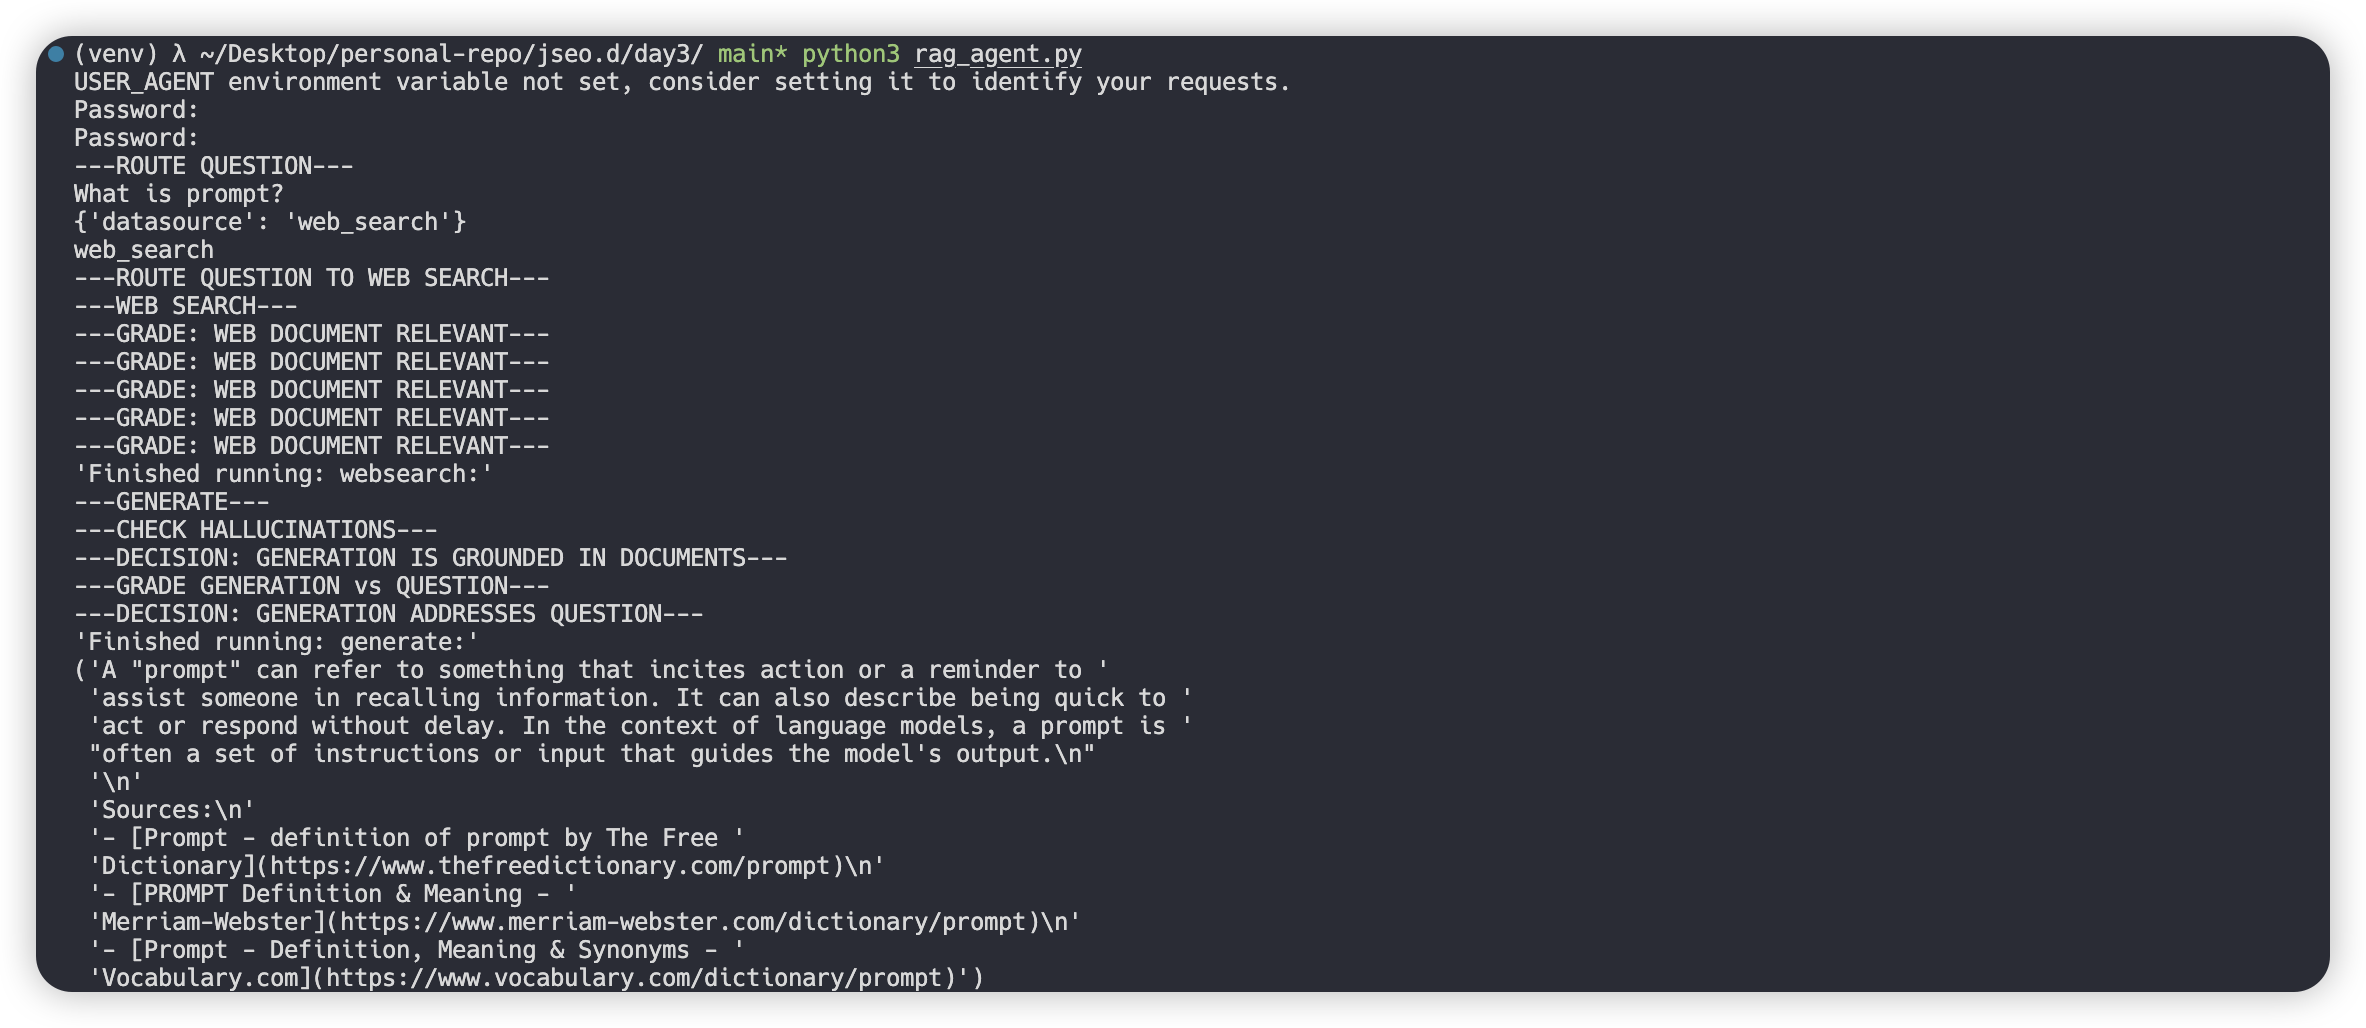 (venv) λ ~/Desktop/personal-repo/jseo.d/day3/ main* python3 rag_agent.py
USER_AGENT environment variable not set, consider setting it to identify your requests.
Password:
Password:
---ROUTE QUESTION---
What is prompt?
{'datasource': 'web_search'}
web_search
---ROUTE QUESTION TO WEB SEARCH---
---WEB SEARCH---
---GRADE: WEB DOCUMENT RELEVANT---
---GRADE: WEB DOCUMENT RELEVANT---
---GRADE: WEB DOCUMENT RELEVANT---
---GRADE: WEB DOCUMENT RELEVANT---
---GRADE: WEB DOCUMENT RELEVANT---
'Finished running: websearch:'
---GENERATE---
---CHECK HALLUCINATIONS---
---DECISION: GENERATION IS GROUNDED IN DOCUMENTS---
---GRADE GENERATION vs QUESTION---
---DECISION: GENERATION ADDRESSES QUESTION---
'Finished running: generate:'
('A "prompt" can refer to something that incites action or a reminder to '
 'assist someone in recalling information. It can also describe being quick to '
 'act or respond without delay. In the context of language models, a prompt is '
 "often a set of instructions or input that guides the model's output.\n"
 '\n'
 'Sources:\n'
 '- [Prompt - definition of prompt by The Free '
 'Dictionary](https://www.thefreedictionary.com/prompt)\n'
 '- [PROMPT Definition & Meaning - '
 'Merriam-Webster](https://www.merriam-webster.com/dictionary/prompt)\n'
 '- [Prompt - Definition, Meaning & Synonyms - '
 'Vocabulary.com](https://www.vocabulary.com/dictionary/prompt)')